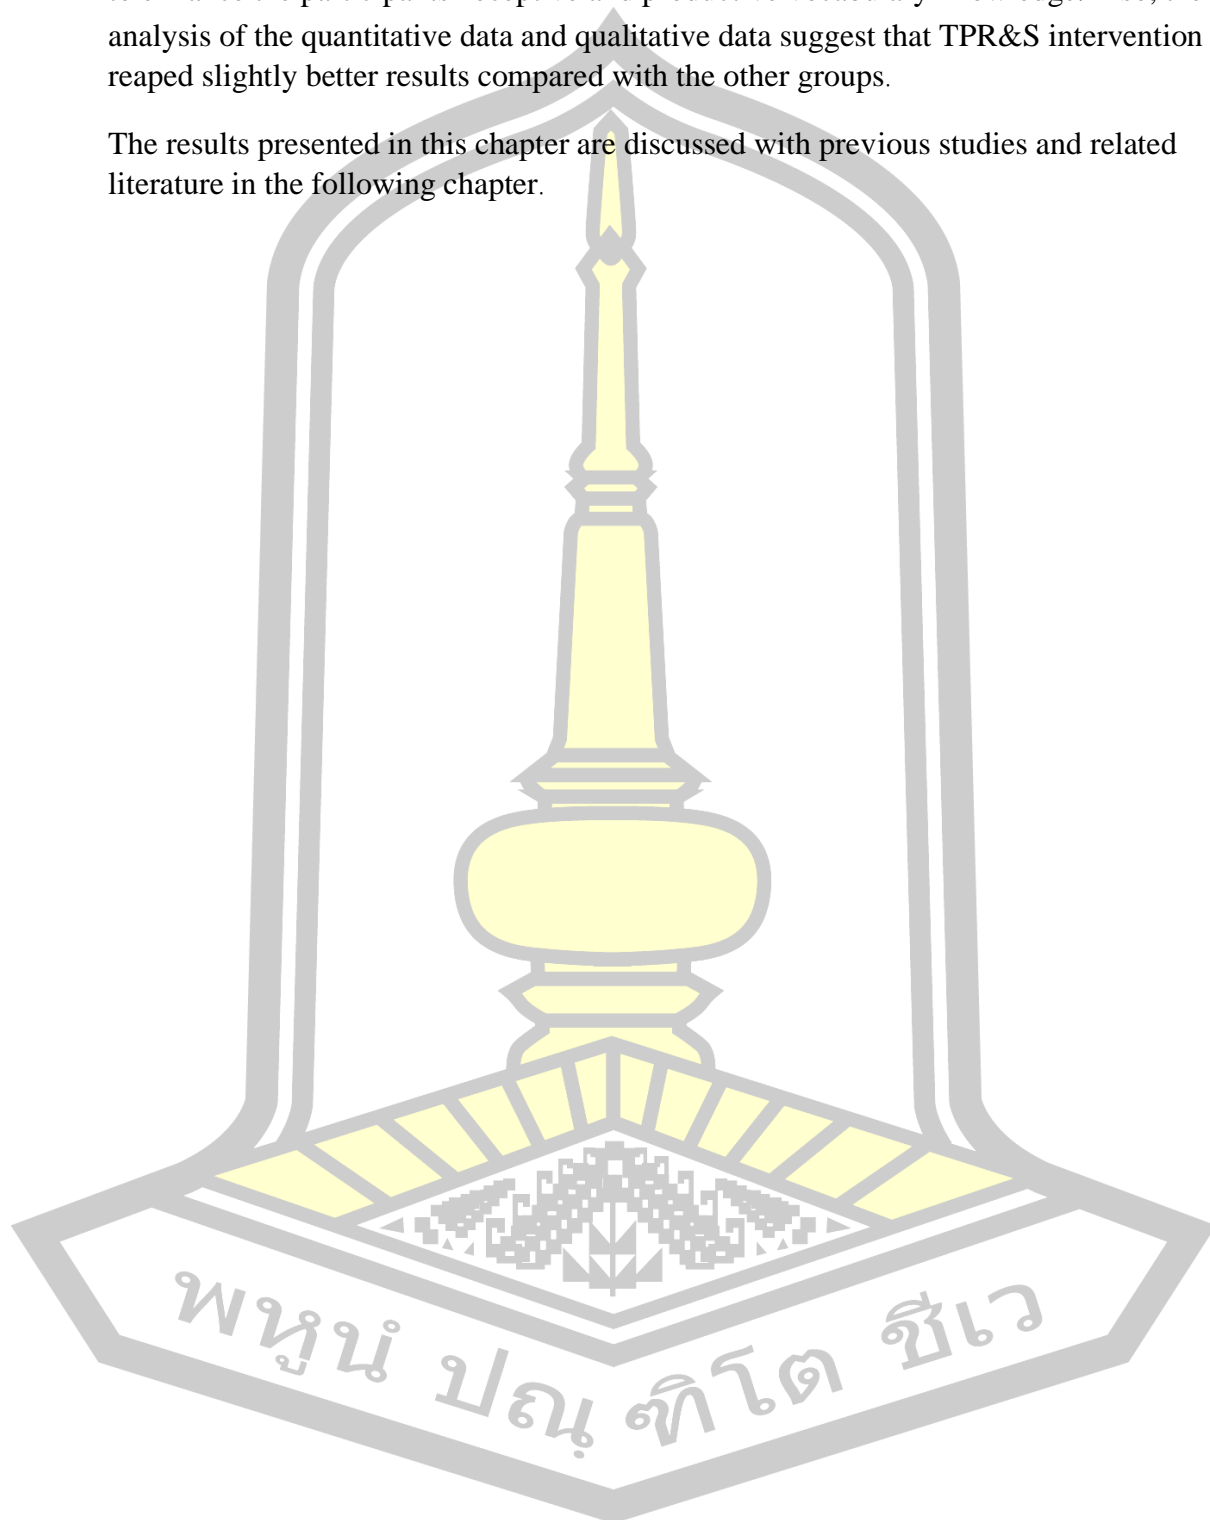 analysis of the quantitative data and qualitative data suggest that TPR&S intervention
reaped slightly better results compared with the other groups.
The results presented in this chapter are discussed with previous studies and related
literature in the following chapter.
พหูนํ ปณฺฑิโต ชีเว